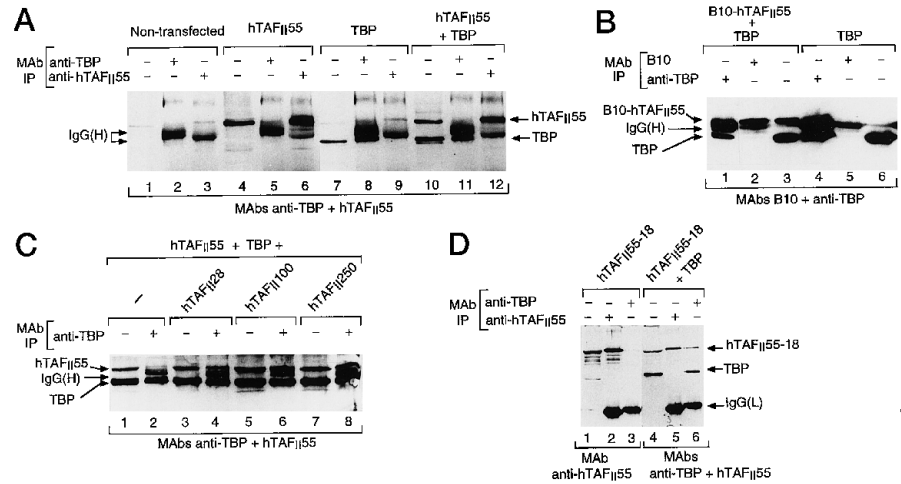 A
Non-transfected hTAFII55 TBP hTAFII55 + TBP
MAb IP
anti-TBP – + – – + – – + – – + –
anti-hTAFII55 – – + – – + – – + – – +
IgG(H)
hTAFII55
TBP
1 2 3 4 5 6 7 8 9 10 11 12
MAbs anti-TBP + hTAFII55
B
B10-hTAFII55 + TBP TBP
MAb IP
B10 – + – – + –
anti-TBP + – – + – –
B10-hTAFII55
IgG(H)
TBP
1 2 3 4 5 6
MAbs B10 + anti-TBP
C
hTAFII55 + TBP +
– hTAFII28 hTAFII100 hTAFII250
MAb IP
anti-TBP – + – + – + – +
hTAFII55
IgG(H)
TBP
1 2 3 4 5 6 7 8
MAbs anti-TBP + hTAFII55
D
hTAFII55-18 hTAFII55-18 + TBP
MAb IP
anti-TBP – – + – – +
anti-hTAFII55 – + – – + –
hTAFII55-18
TBP
IgG(L)
1 2 3 4 5 6
MAb anti-hTAFII55
MAbs anti-TBP + hTAFII55